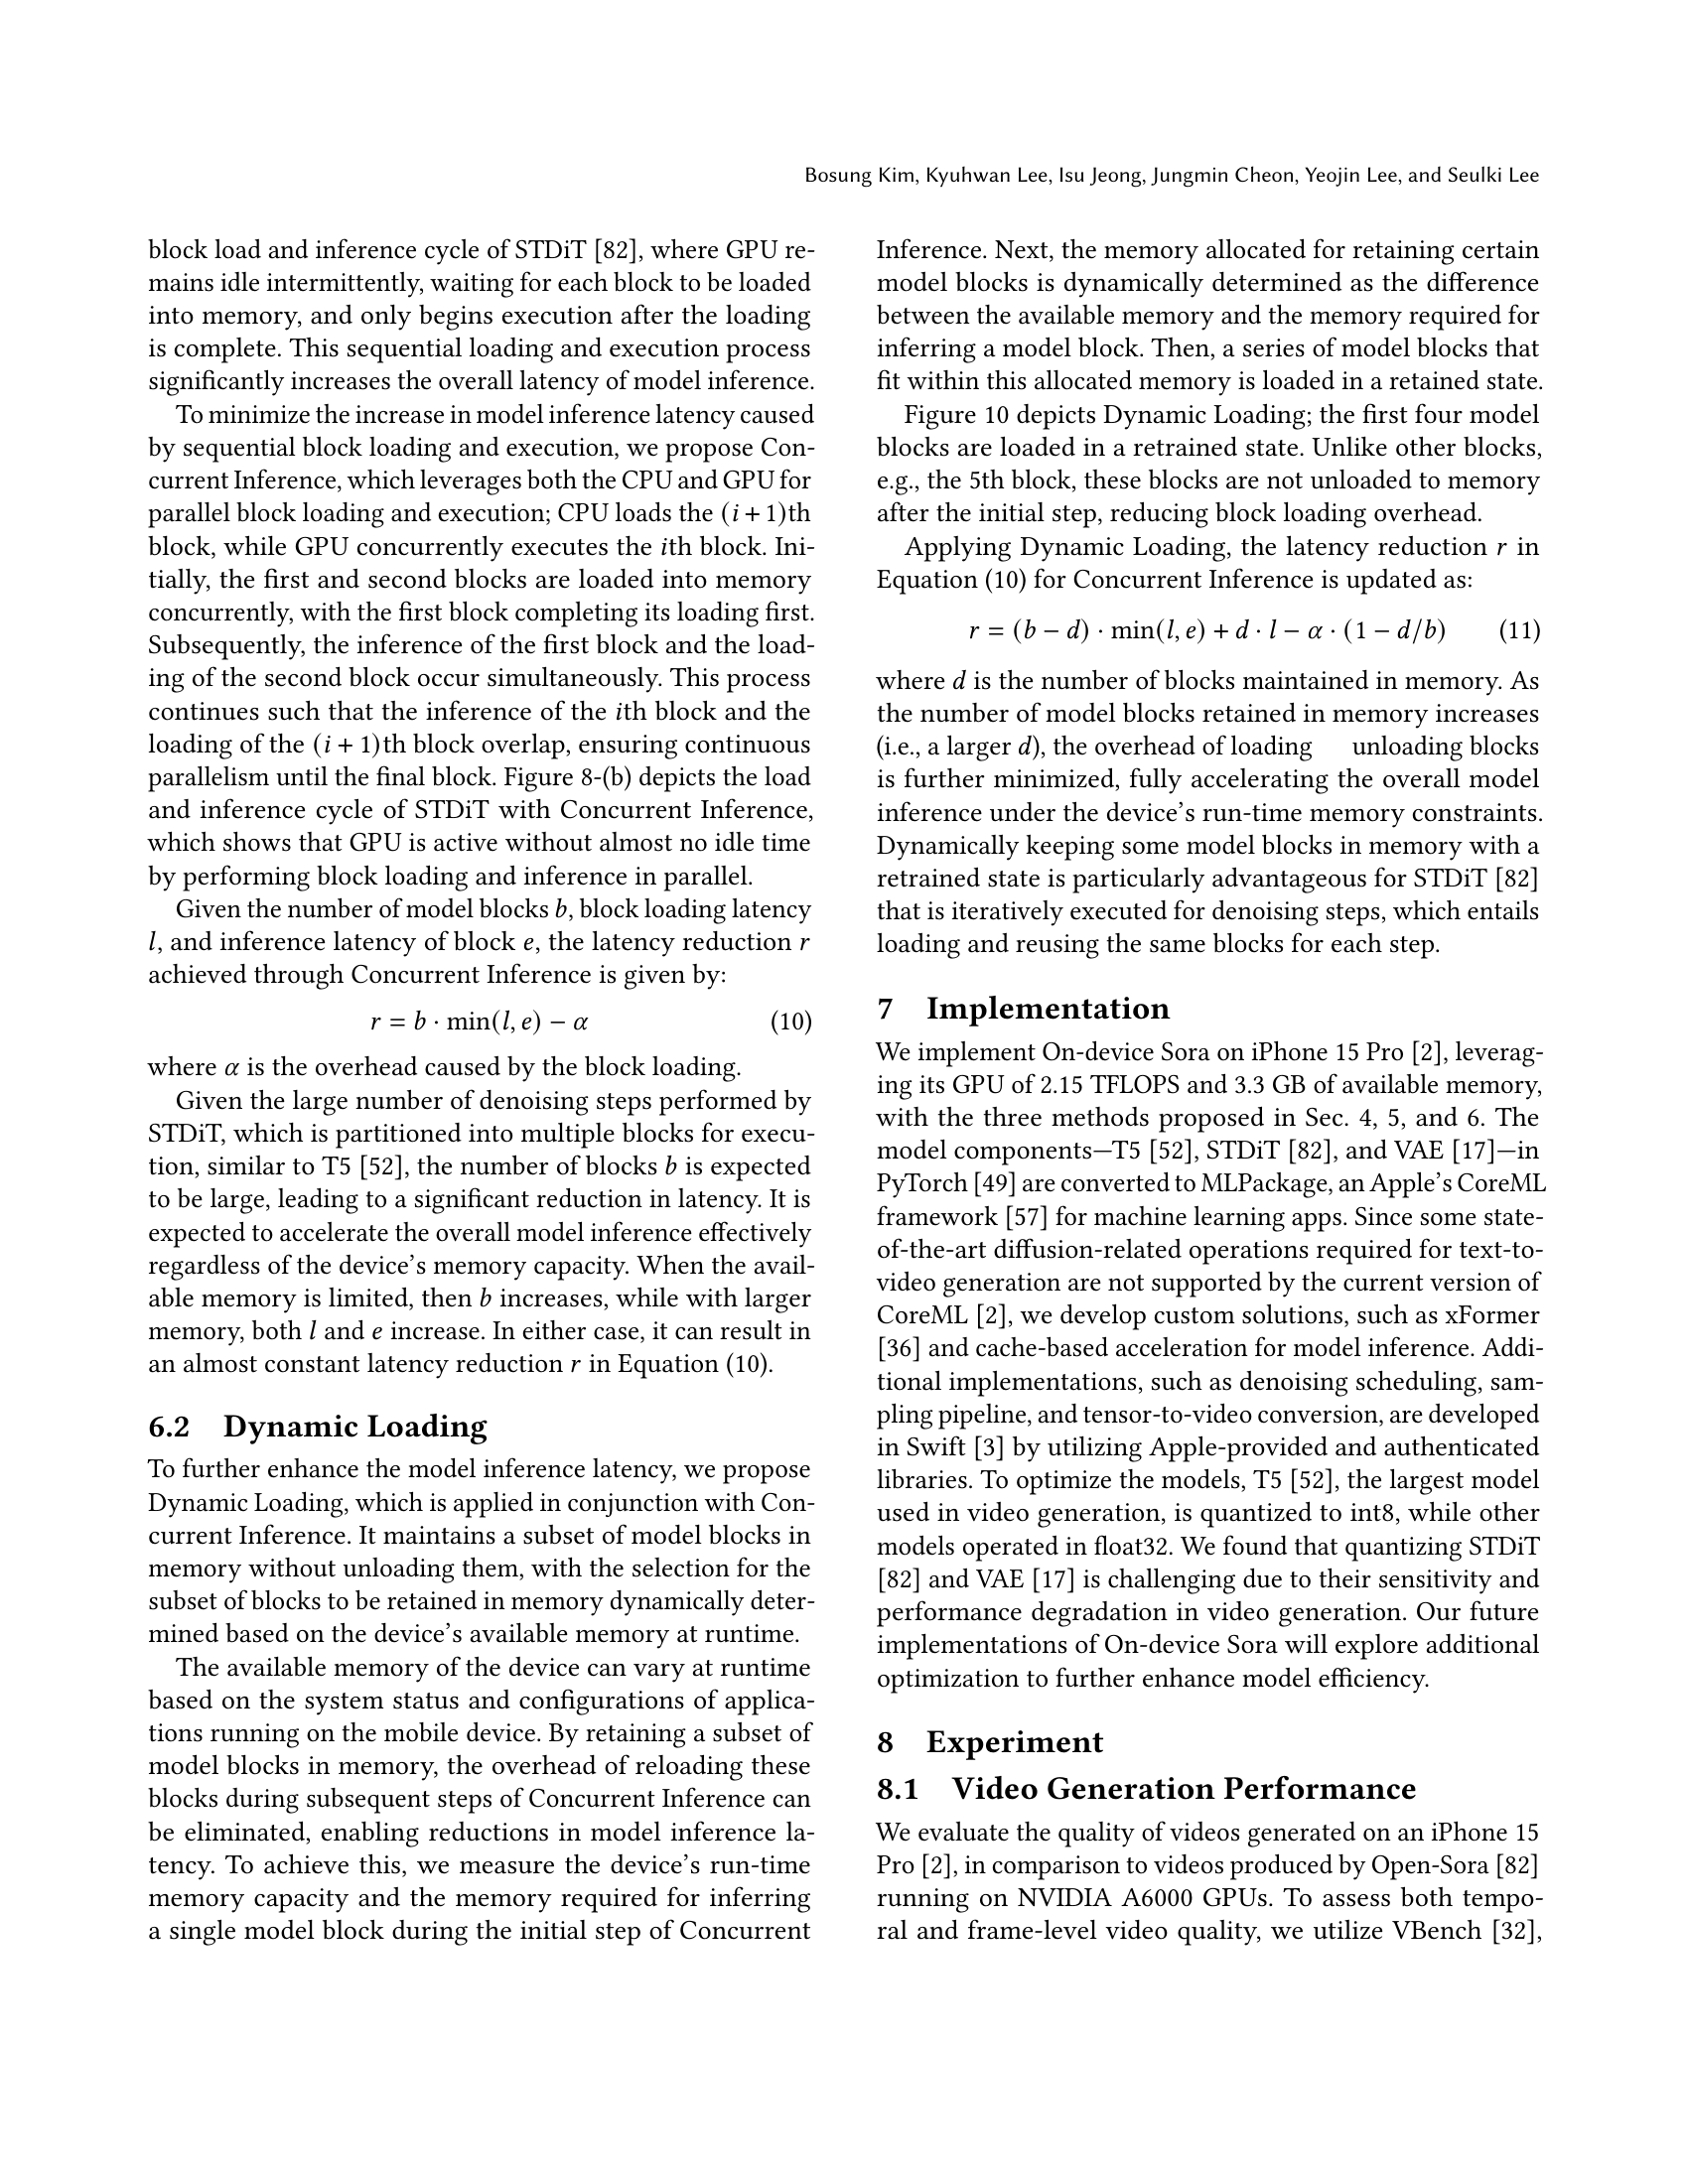 Bosung Kim, Kyuhwan Lee, Isu Jeong, Jungmin Cheon, Yeojin Lee, and Seulki Lee
block load and inference cycle of STDiT [82], where GPU re-
mains idle intermittently, waiting for each block to be loaded
into memory, and only begins execution after the loading
is complete. This sequential loading and execution process
significantly increases the overall latency of model inference.
To minimize the increase in model inference latency caused
by sequential block loading and execution, we propose Con-
current Inference, which leverages both the CPU and GPU for
parallel block loading and execution; CPU loads the (i + 1)th
block, while GPU concurrently executes the ith block. Ini-
tially, the first and second blocks are loaded into memory
concurrently, with the first block completing its loading first.
Subsequently, the inference of the first block and the load-
ing of the second block occur simultaneously. This process
continues such that the inference of the ith block and the
loading of the (i + 1)th block overlap, ensuring continuous
parallelism until the final block. Figure 8-(b) depicts the load
and inference cycle of STDiT with Concurrent Inference,
which shows that GPU is active without almost no idle time
by performing block loading and inference in parallel.
Given the number of model blocks b, block loading latency
l, and inference latency of block e, the latency reduction r
achieved through Concurrent Inference is given by:
r = b · min(l, e) − α (10)
where α is the overhead caused by the block loading.
Given the large number of denoising steps performed by
STDiT, which is partitioned into multiple blocks for execu-
tion, similar to T5 [52], the number of blocks b is expected
to be large, leading to a significant reduction in latency. It is
expected to accelerate the overall model inference effectively
regardless of the device's memory capacity. When the avail-
able memory is limited, then b increases, while with larger
memory, both l and e increase. In either case, it can result in
an almost constant latency reduction r in Equation (10).
6.2 Dynamic Loading
To further enhance the model inference latency, we propose
Dynamic Loading, which is applied in conjunction with Con-
current Inference. It maintains a subset of model blocks in
memory without unloading them, with the selection for the
subset of blocks to be retained in memory dynamically deter-
mined based on the device's available memory at runtime.
The available memory of the device can vary at runtime
based on the system status and configurations of applica-
tions running on the mobile device. By retaining a subset of
model blocks in memory, the overhead of reloading these
blocks during subsequent steps of Concurrent Inference can
be eliminated, enabling reductions in model inference la-
tency. To achieve this, we measure the device's run-time
memory capacity and the memory required for inferring
a single model block during the initial step of Concurrent
Inference. Next, the memory allocated for retaining certain
model blocks is dynamically determined as the difference
between the available memory and the memory required for
inferring a model block. Then, a series of model blocks that
fit within this allocated memory is loaded in a retained state.
Figure 10 depicts Dynamic Loading; the first four model
blocks are loaded in a retrained state. Unlike other blocks,
e.g., the 5th block, these blocks are not unloaded to memory
after the initial step, reducing block loading overhead.
Applying Dynamic Loading, the latency reduction r in
Equation (10) for Concurrent Inference is updated as:
r = (b − d) · min(l, e) + d · l − α · (1 − d/b) (11)
where d is the number of blocks maintained in memory. As
the number of model blocks retained in memory increases
(i.e., a larger d), the overhead of loading unloading blocks
is further minimized, fully accelerating the overall model
inference under the device's run-time memory constraints.
Dynamically keeping some model blocks in memory with a
retrained state is particularly advantageous for STDiT [82]
that is iteratively executed for denoising steps, which entails
loading and reusing the same blocks for each step.
7 Implementation
We implement On-device Sora on iPhone 15 Pro [2], leverag-
ing its GPU of 2.15 TFLOPS and 3.3 GB of available memory,
with the three methods proposed in Sec. 4, 5, and 6. The
model components—T5 [52], STDiT [82], and VAE [17]—in
PyTorch [49] are converted to MLPackage, an Apple's CoreML
framework [57] for machine learning apps. Since some state-
of-the-art diffusion-related operations required for text-to-
video generation are not supported by the current version of
CoreML [2], we develop custom solutions, such as xFormer
[36] and cache-based acceleration for model inference. Addi-
tional implementations, such as denoising scheduling, sam-
pling pipeline, and tensor-to-video conversion, are developed
in Swift [3] by utilizing Apple-provided and authenticated
libraries. To optimize the models, T5 [52], the largest model
used in video generation, is quantized to int8, while other
models operated in float32. We found that quantizing STDiT
[82] and VAE [17] is challenging due to their sensitivity and
performance degradation in video generation. Our future
implementations of On-device Sora will explore additional
optimization to further enhance model efficiency.
8 Experiment
8.1 Video Generation Performance
We evaluate the quality of videos generated on an iPhone 15
Pro [2], in comparison to videos produced by Open-Sora [82]
running on NVIDIA A6000 GPUs. To assess both tempo-
ral and frame-level video quality, we utilize VBench [32],